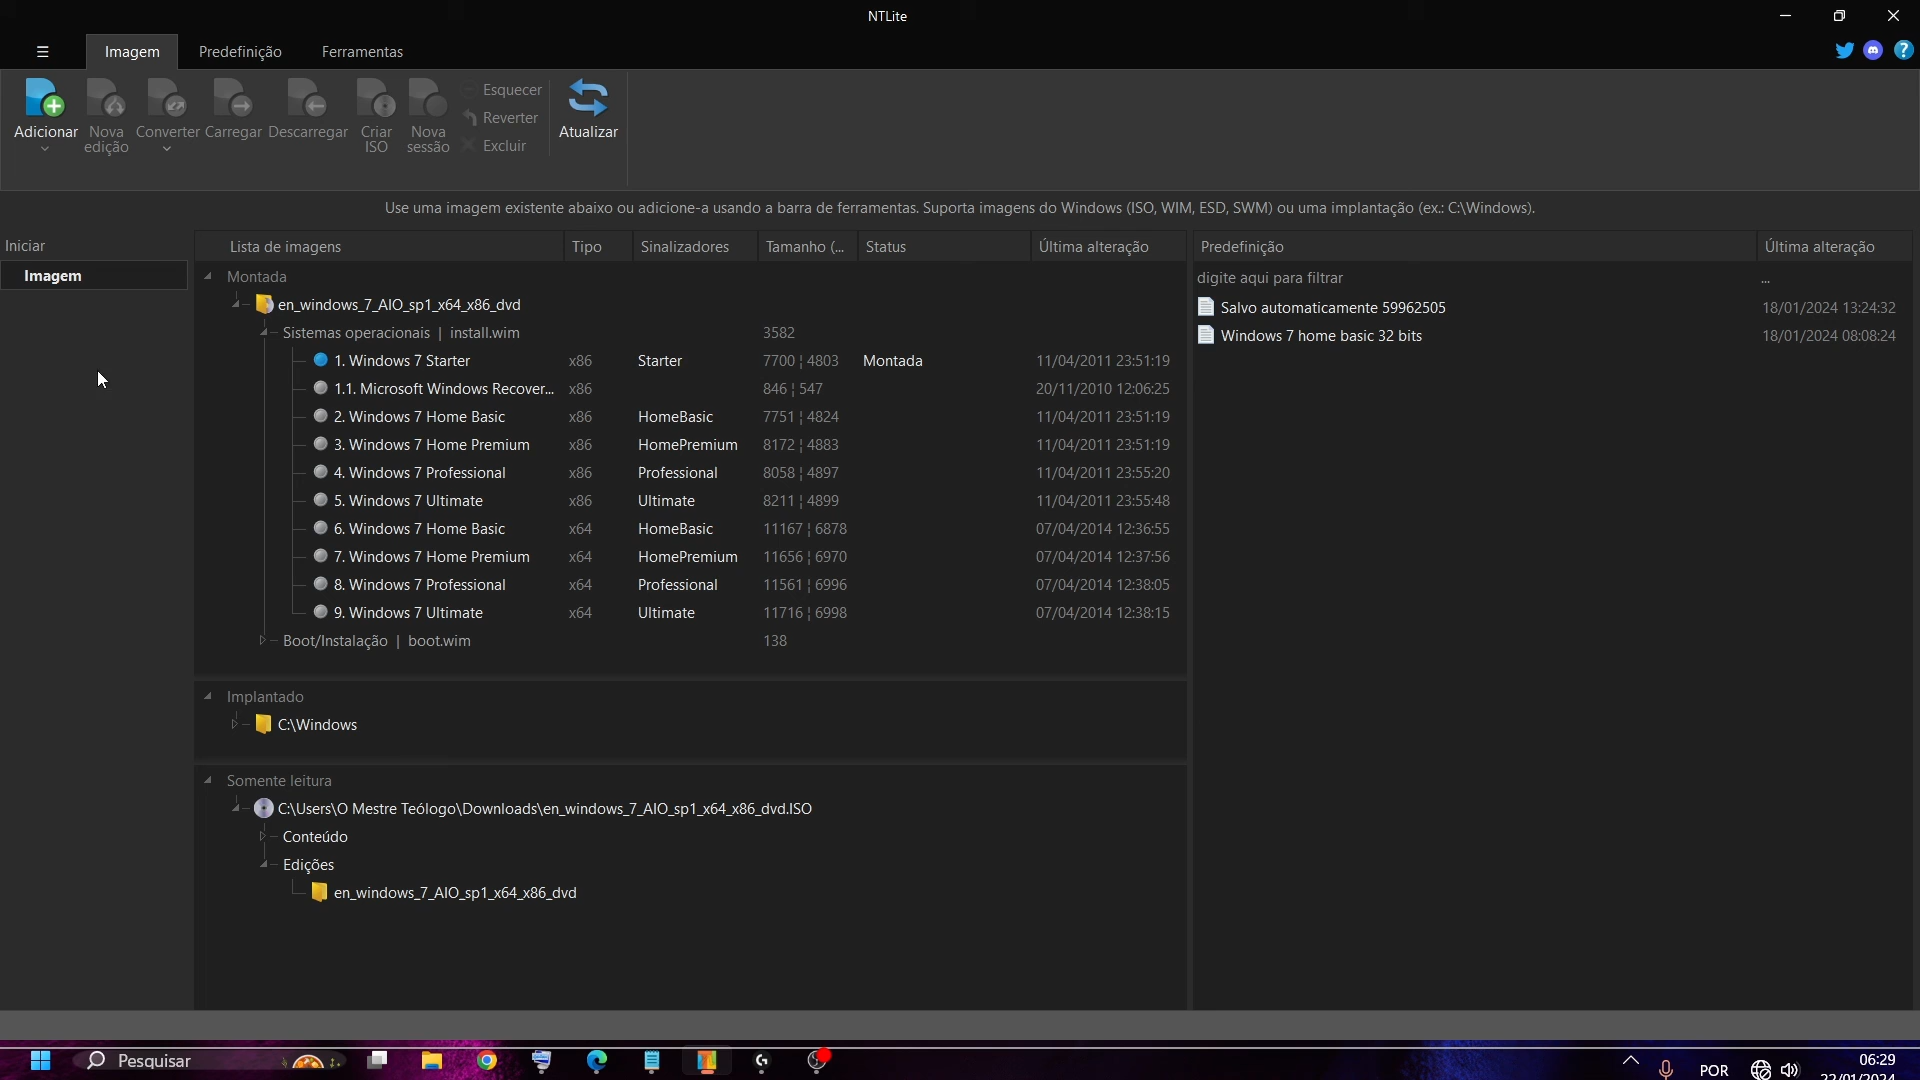 NTLite
Imagem Predefinição Ferramentas
Adicionar Nova edição Converter Carregar Descarregar Criar ISO Nova sessão
Esquecer
Reverter
Excluir
Atualizar
Use uma imagem existente abaixo ou adicione-a usando a barra de ferramentas. Suporta imagens do Windows (ISO, WIM, ESD, SWM) ou uma implantação (ex.: C:\Windows).
Iniciar
Imagem
Lista de imagens Tipo Sinalizadores Tamanho (... Status Última alteração
Montada
en_windows_7_AIO_sp1_x64_x86_dvd
Sistemas operacionais | install.wim 3582
1. Windows 7 Starter x86 Starter 7700 ¦ 4803 Montada 11/04/2011 23:51:19
1.1. Microsoft Windows Recover... x86 846 ¦ 547 20/11/2010 12:06:25
2. Windows 7 Home Basic x86 HomeBasic 7751 ¦ 4824 11/04/2011 23:51:19
3. Windows 7 Home Premium x86 HomePremium 8172 ¦ 4883 11/04/2011 23:51:19
4. Windows 7 Professional x86 Professional 8058 ¦ 4897 11/04/2011 23:55:20
5. Windows 7 Ultimate x86 Ultimate 8211 ¦ 4899 11/04/2011 23:55:48
6. Windows 7 Home Basic x64 HomeBasic 11167 ¦ 6878 07/04/2014 12:36:55
7. Windows 7 Home Premium x64 HomePremium 11656 ¦ 6970 07/04/2014 12:37:56
8. Windows 7 Professional x64 Professional 11561 ¦ 6996 07/04/2014 12:38:05
9. Windows 7 Ultimate x64 Ultimate 11716 ¦ 6998 07/04/2014 12:38:15
Boot/Instalação | boot.wim 138
Implantado
C:\Windows
Somente leitura
C:\Users\O Mestre Teólogo\Downloads\en_windows_7_AIO_sp1_x64_x86_dvd.ISO
Conteúdo
Edições
en_windows_7_AIO_sp1_x64_x86_dvd
Predefinição Última alteração
digite aqui para filtrar ...
Salvo automaticamente 59962505 18/01/2024 13:24:32
Windows 7 home basic 32 bits 18/01/2024 08:08:24
Pesquisar
POR
06:29
22/01/2024